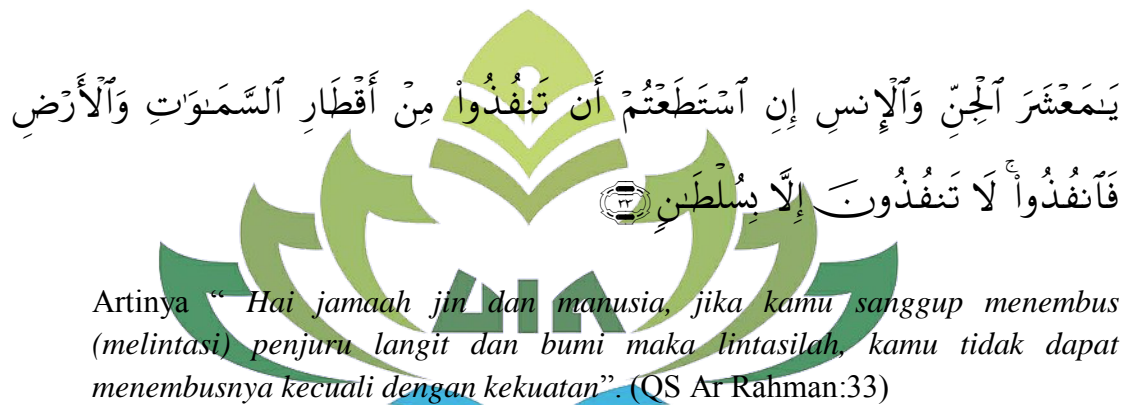 يَـٰمَعۡشَرَ ٱلۡجِنِّ وَٱلۡإِنسِ إِنِ ٱسۡتَطَعۡتُمۡ أَن تَنفُذُواْ مِنۡ أَقۡطَارِ ٱلسَّمَـٰوَٲتِ وَٱلۡأَرۡضِ
فَٱنفُذُواْ‌ۚ لَا تَنفُذُونَ إِلَّا بِسُلۡطَـٰنٍ ٣٣
Artinya “ Hai jamaah jin dan manusia, jika kamu sanggup menembus
(melintasi) penjuru langit dan bumi maka lintasilah, kamu tidak dapat
menembusnya kecuali dengan kekuatan”. (QS Ar Rahman:33)